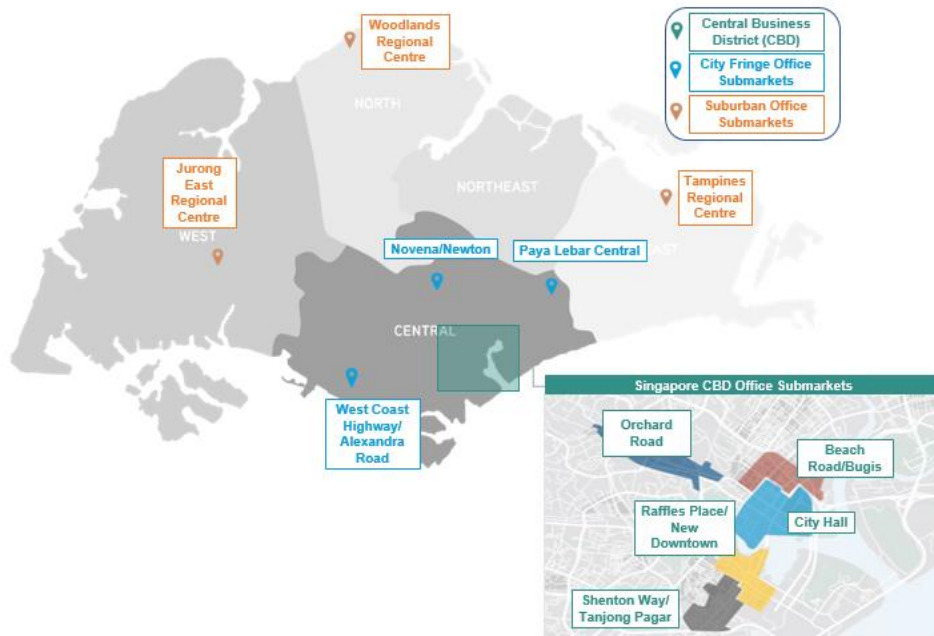 Woodlands
Regional
Centre
Central Business
District (CBD)
City Fringe Office
Submarkets
Suburban Office
Submarkets
NORTH
Jurong
East
Regional
Centre
WEST
NORTHEAST
Tampines
Regional
Centre
Novena/Newton
Paya Lebar Central
CENTRAL
West Coast
Highway/
Alexandra
Road
Singapore CBD Office Submarkets
Orchard
Road
Beach
Road/Bugis
Raffles Place/
New
Downtown
City Hall
Shenton Way/
Tanjong Pagar